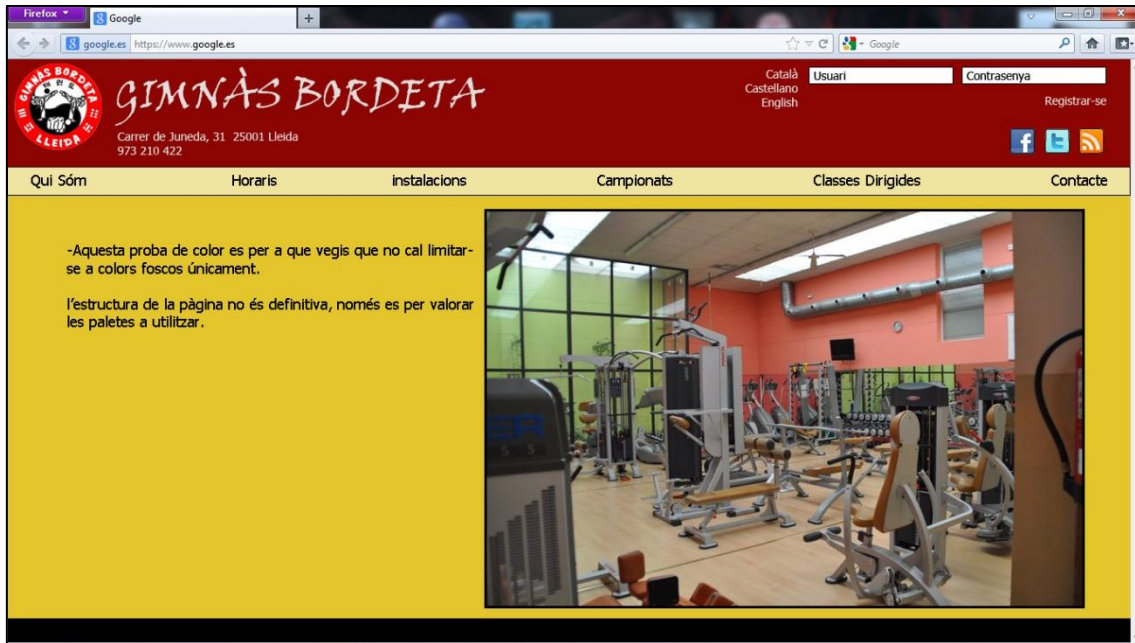 Firefox
Google
google.es https://www.google.es
Google
GIMNÀS BORDETA
LLEIDA
GIMNÀS BORDETA
Carrer de Juneda, 31 25001 Lleida
973 210 422
Català
Castellano
English
Usuari
Contrasenya
Registrar-se
Qui Sóm
Horaris
instalacions
Campionats
Classes Dirigides
Contacte
-Aquesta proba de color es per a que vegis que no cal limitar-
se a colors foscos únicament.
l'estructura de la pàgina no és definitiva, només es per valorar
les paletes a utilitzar.